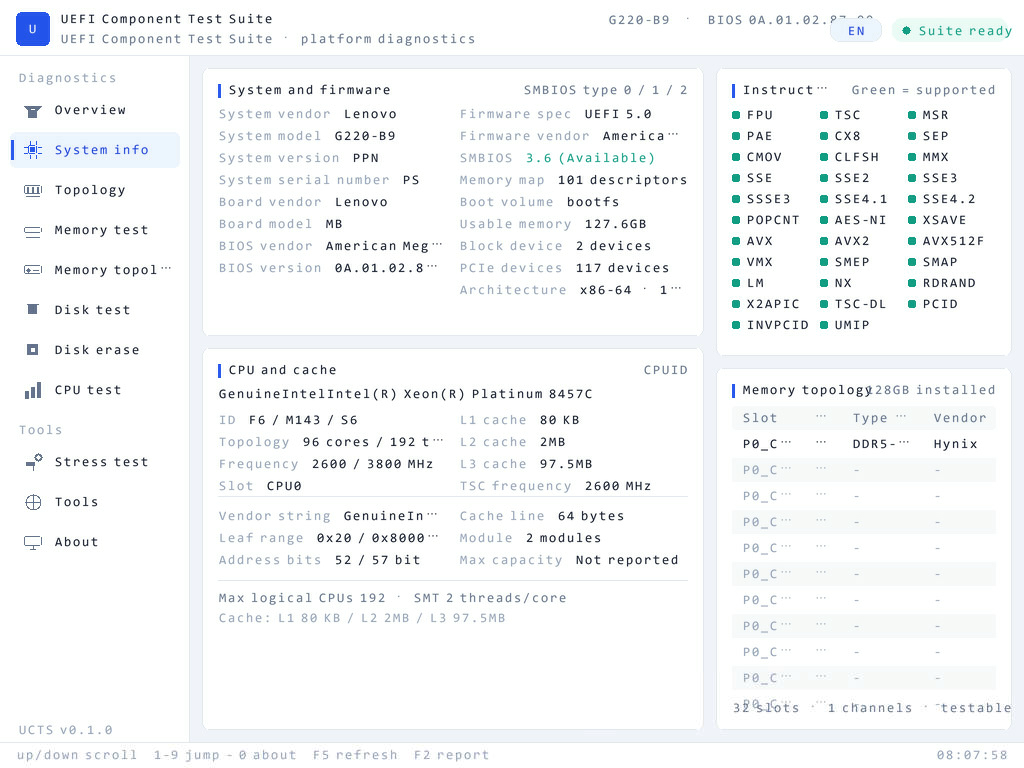 U
UEFI Component Test Suite
UEFI Component Test Suite · platform diagnostics
G220-B9 · BIOS 0A.01.02.87
EN
Suite ready
Diagnostics
Overview
System info
Topology
Memory test
Memory topol···
Disk test
Disk erase
CPU test
Tools
Stress test
Tools
About
UCTS v0.1.0
System and firmware
SMBIOS type 0 / 1 / 2
System vendor Lenovo
System model G220-B9
System version PPN
System serial number PS
Board vendor Lenovo
Board model MB
BIOS vendor American Meg···
BIOS version 0A.01.02.8···
Firmware spec UEFI 5.0
Firmware vendor America···
SMBIOS 3.6 (Available)
Memory map 101 descriptors
Boot volume bootfs
Usable memory 127.6GB
Block device 2 devices
PCIe devices 117 devices
Architecture x86-64 · 1···
CPU and cache
CPUID
GenuineIntelIntel(R) Xeon(R) Platinum 8457C
ID F6 / M143 / S6
Topology 96 cores / 192 t···
Frequency 2600 / 3800 MHz
Slot CPU0
L1 cache 80 KB
L2 cache 2MB
L3 cache 97.5MB
TSC frequency 2600 MHz
Vendor string GenuineIn···
Leaf range 0x20 / 0x8000···
Address bits 52 / 57 bit
Cache line 64 bytes
Module 2 modules
Max capacity Not reported
Max logical CPUs 192 · SMT 2 threads/core
Cache: L1 80 KB / L2 2MB / L3 97.5MB
Instruct···
Green = supported
FPU TSC MSR
PAE CX8 SEP
CMOV CLFSH MMX
SSE SSE2 SSE3
SSSE3 SSE4.1 SSE4.2
POPCNT AES-NI XSAVE
AVX AVX2 AVX512F
VMX SMEP SMAP
LM NX RDRAND
X2APIC TSC-DL PCID
INVPCID UMIP
Memory topology
128GB installed
Slot ··· Type ··· Vendor
P0_C··· ··· DDR5-··· Hynix
P0_C··· ··· - -
P0_C··· ··· - -
P0_C··· ··· - -
P0_C··· ··· - -
P0_C··· ··· - -
P0_C··· ··· - -
P0_C··· ··· - -
P0_C··· ··· - -
P0_C··· ··· - -
P0_C··· ··· - -
32 slots · 1 channels · testable
up/down scroll 1-9 jump - 0 about F5 refresh F2 report
08:07:58